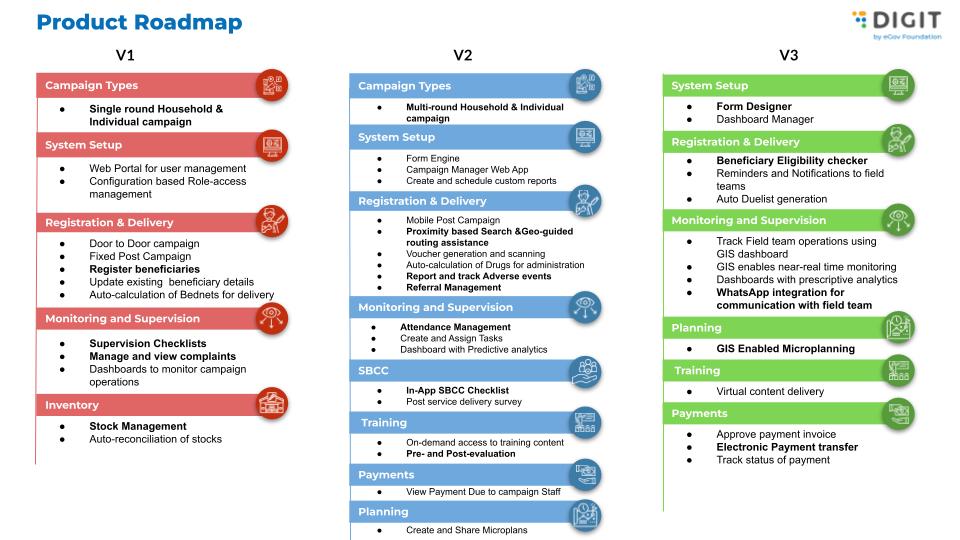 Product Roadmap
DIGIT
by eGov Foundation
V1
Campaign Types
● Single round Household &
Individual campaign
System Setup
● Web Portal for user management
● Configuration based Role-access
management
Registration & Delivery
● Door to Door campaign
● Fixed Post Campaign
● Register beneficiaries
● Update existing beneficiary details
● Auto-calculation of Bednets for delivery
Monitoring and Supervision
● Supervision Checklists
● Manage and view complaints
● Dashboards to monitor campaign
operations
Inventory
● Stock Management
● Auto-reconciliation of stocks
V2
Campaign Types
● Multi-round Household & Individual
campaign
System Setup
● Form Engine
● Campaign Manager Web App
● Create and schedule custom reports
Registration & Delivery
● Mobile Post Campaign
● Proximity based Search &Geo-guided
routing assistance
● Voucher generation and scanning
● Auto-calculation of Drugs for administration
● Report and track Adverse events
● Referral Management
Monitoring and Supervision
● Attendance Management
● Create and Assign Tasks
● Dashboard with Predictive analytics
SBCC
● In-App SBCC Checklist
● Post service delivery survey
Training
● On-demand access to training content
● Pre- and Post-evaluation
Payments
● View Payment Due to campaign Staff
Planning
● Create and Share Microplans
V3
System Setup
● Form Designer
● Dashboard Manager
Registration & Delivery
● Beneficiary Eligibility checker
● Reminders and Notifications to field
teams
● Auto Duelist generation
Monitoring and Supervision
● Track Field team operations using
GIS dashboard
● GIS enables near-real time monitoring
● Dashboards with prescriptive analytics
● WhatsApp integration for
communication with field team
Planning
● GIS Enabled Microplanning
Training
● Virtual content delivery
Payments
● Approve payment invoice
● Electronic Payment transfer
● Track status of payment